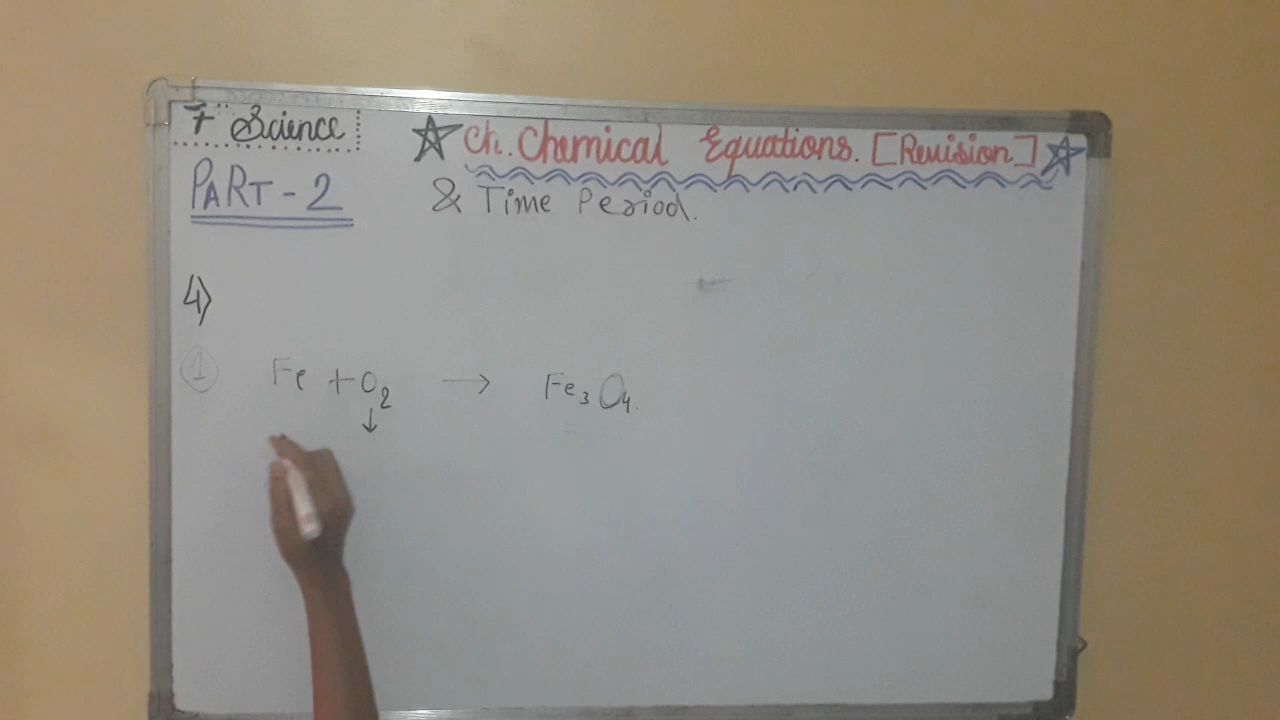 7" Science
☆ Ch. Chemical Equations. [Revision] ☆
PART - 2
& Time Period.
4)
1 Fe + O₂ → Fe₃O₄.
↓